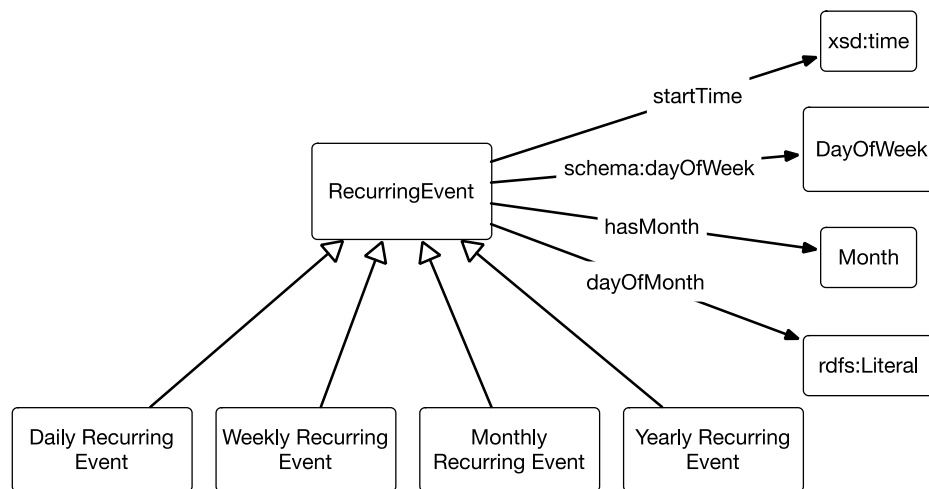 xsd:time
startTime
DayOfWeek
schema:dayOfWeek
RecurringEvent
hasMonth
Month
dayOfMonth
rdfs:Literal
Daily Recurring
Event
Weekly Recurring
Event
Monthly
Recurring Event
Yearly Recurring
Event